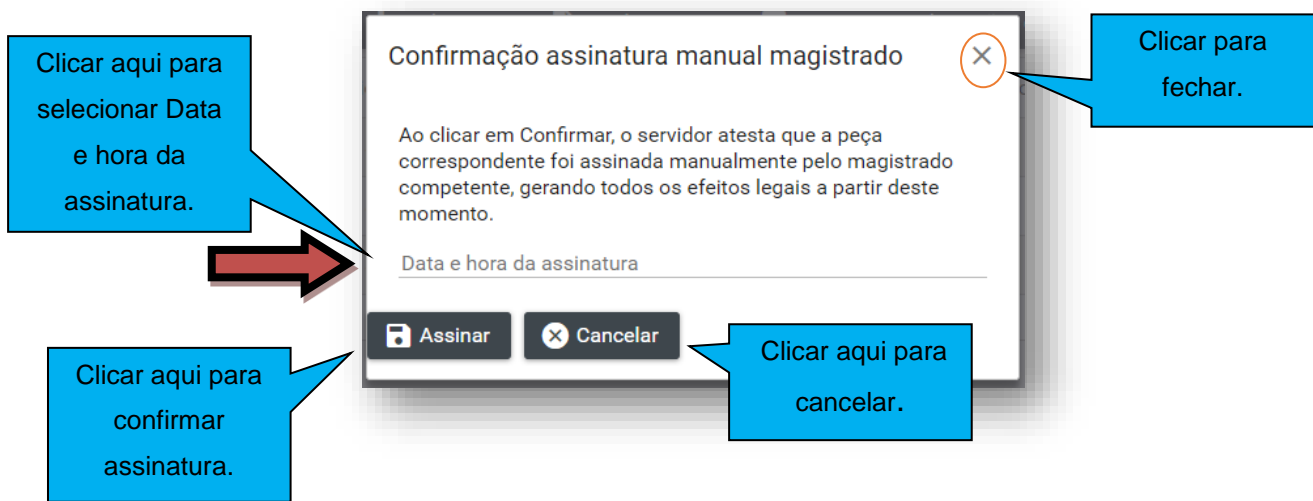 Clicar aqui para
selecionar Data
e hora da
assinatura.
Confirmação assinatura manual magistrado
Clicar para
fechar.
Ao clicar em Confirmar, o servidor atesta que a peça
correspondente foi assinada manualmente pelo magistrado
competente, gerando todos os efeitos legais a partir deste
momento.
Data e hora da assinatura
Assinar
Cancelar
Clicar aqui para
confirmar
assinatura.
Clicar aqui para
cancelar.